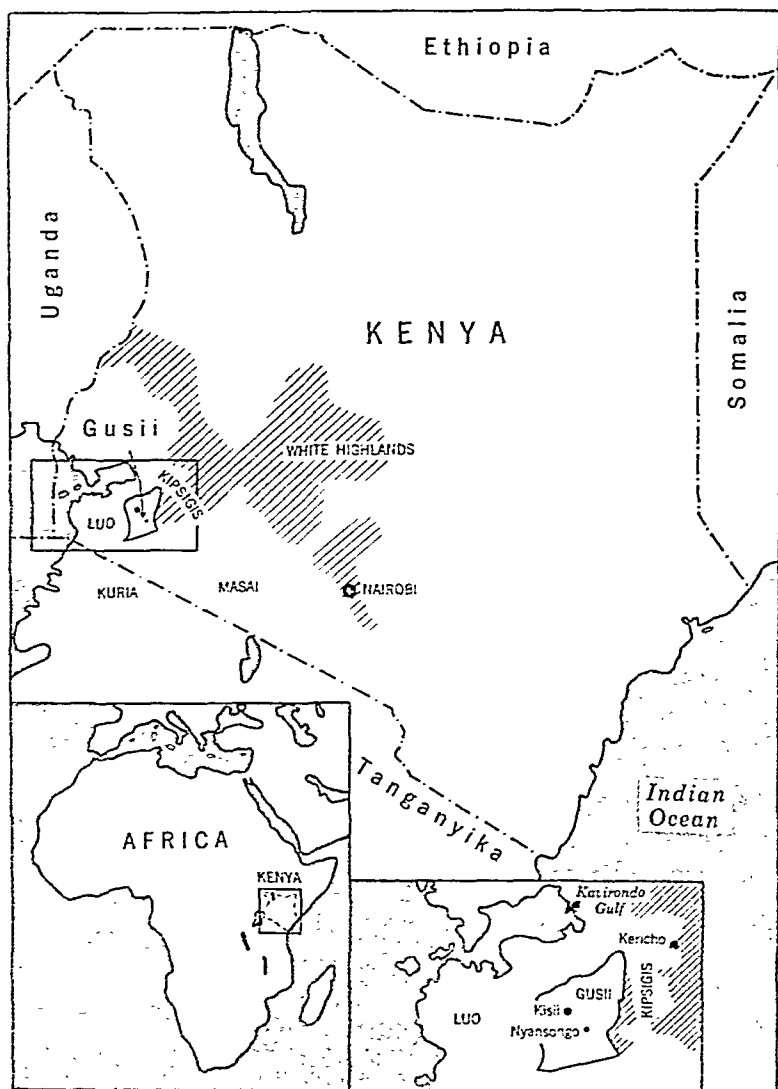 Ethiopia
Uganda
KENYA
Somalia
Gusii
WHITE HIGHLANDS
KIPSIGIS
LUO
KURIA
MASAI
NAIROBI
Tanganyika
Indian
Ocean
AFRICA
KENYA
Kavirondo
Gulf
Kericho
KIPSIGIS
GUSII
LUO
Kisii
Nyansongo